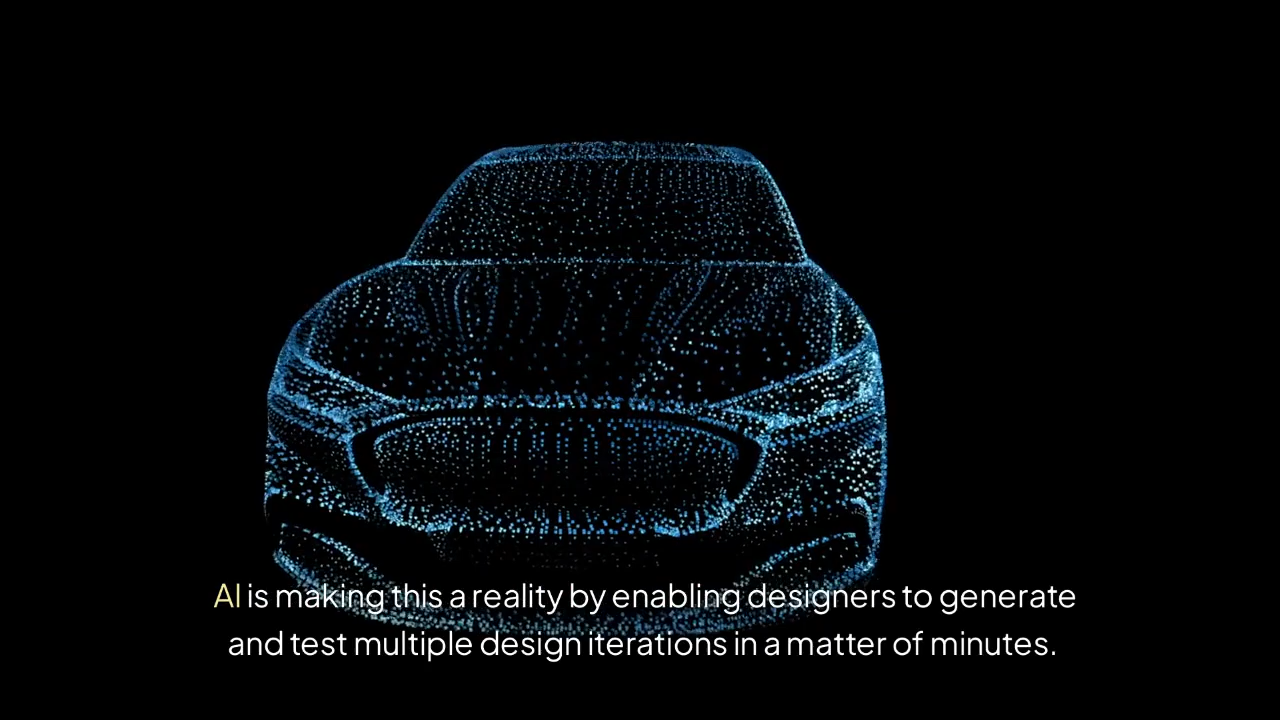 AI is making this a reality by enabling designers to generate
and test multiple design iterations in a matter of minutes.